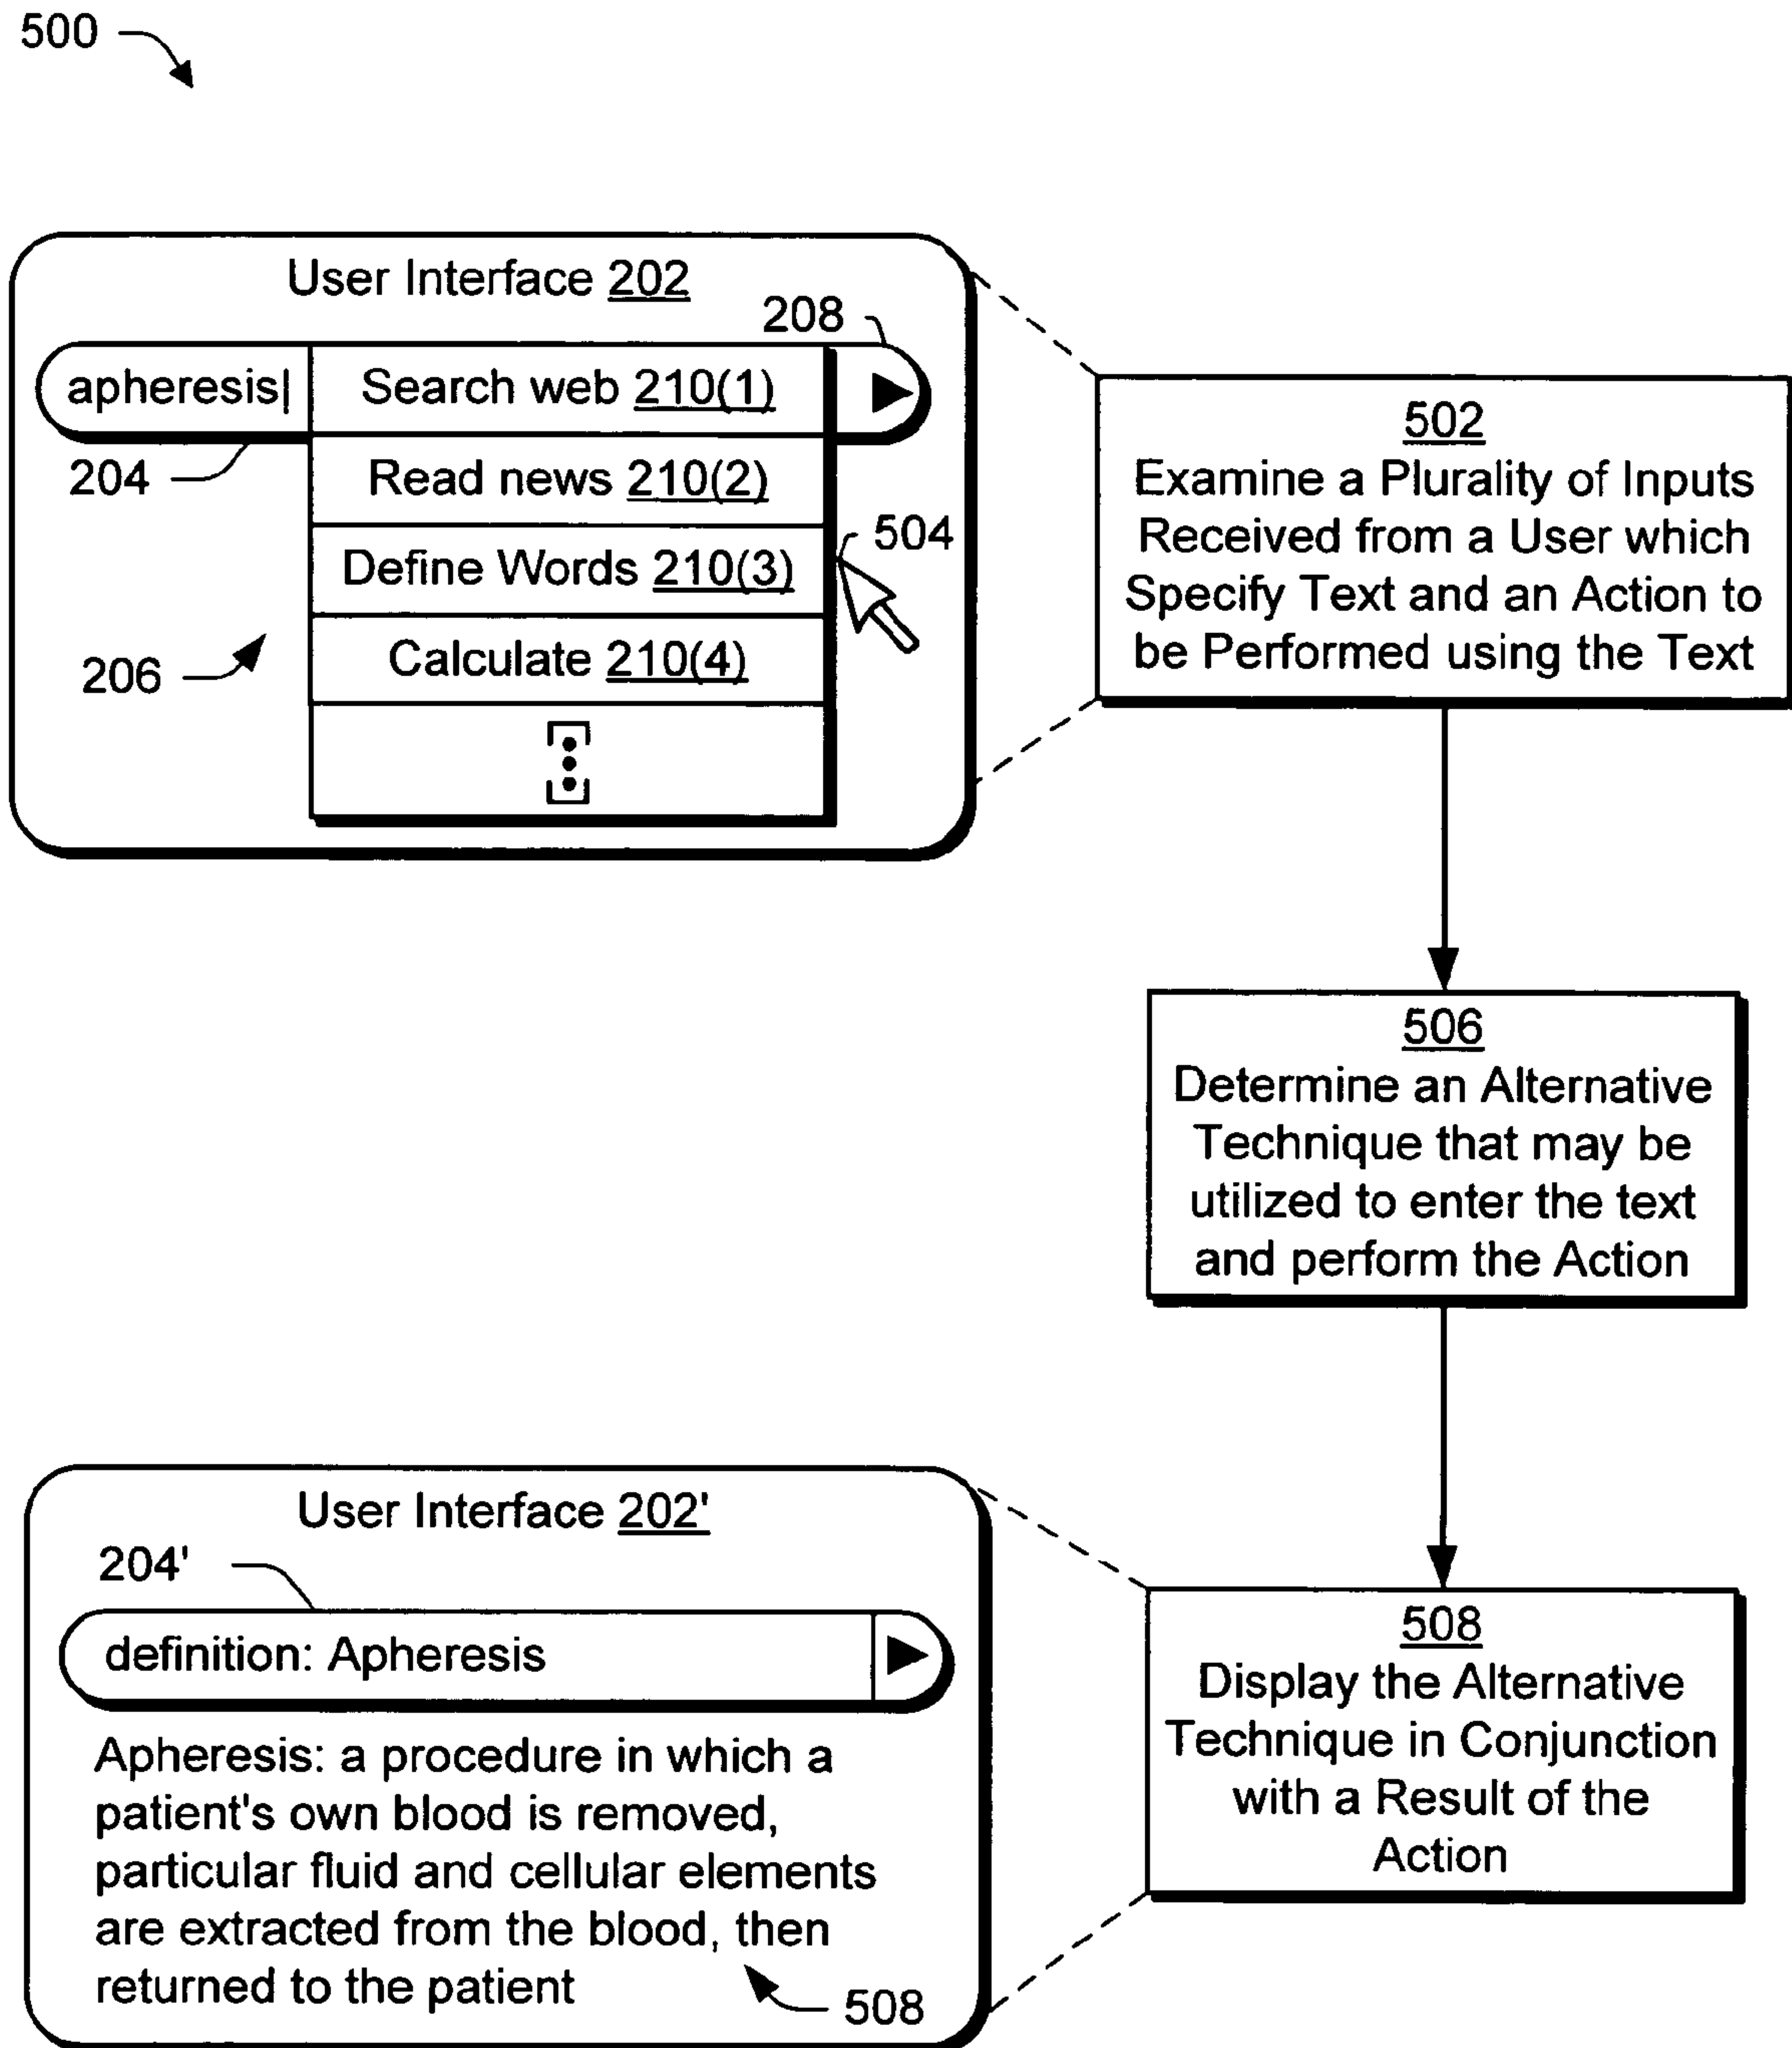 500
User Interface 202
208
apheresis|
Search web 210(1)
204
Read news 210(2)
504
Define Words 210(3)
206
Calculate 210(4)
502
Examine a Plurality of Inputs
Received from a User which
Specify Text and an Action to
be Performed using the Text
506
Determine an Alternative
Technique that may be
utilized to enter the text
and perform the Action
User Interface 202'
204'
definition: Apheresis
Apheresis: a procedure in which a
patient's own blood is removed,
particular fluid and cellular elements
are extracted from the blood, then
returned to the patient
508
508
Display the Alternative
Technique in Conjunction
with a Result of the
Action